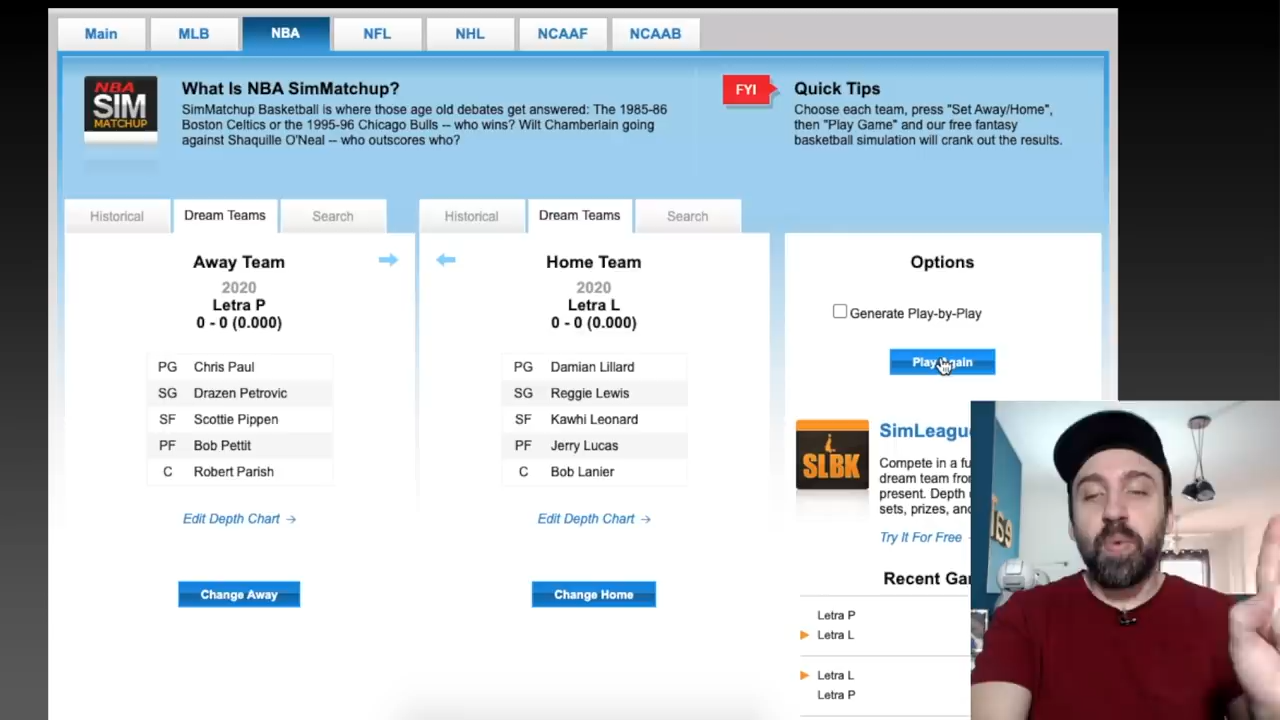 Main
MLB
NBA
NFL
NHL
NCAAF
NCAAB
NBA
SIM
MATCHUP
What Is NBA SimMatchup?
SimMatchup Basketball is where those age old debates get answered: The 1985-86
Boston Celtics or the 1995-96 Chicago Bulls -- who wins? Wilt Chamberlain going
against Shaquille O'Neal -- who outscores who?
FYI
Quick Tips
Choose each team, press "Set Away/Home",
then "Play Game" and our free fantasy
basketball simulation will crank out the results.
Historical
Dream Teams
Search
Historical
Dream Teams
Search
Away Team
2020
Letra P
0 - 0 (0.000)
PG Chris Paul
SG Drazen Petrovic
SF Scottie Pippen
PF Bob Pettit
C Robert Parish
Edit Depth Chart →
Change Away
Home Team
2020
Letra L
0 - 0 (0.000)
PG Damian Lillard
SG Reggie Lewis
SF Kawhi Leonard
PF Jerry Lucas
C Bob Lanier
Edit Depth Chart →
Change Home
Options
Generate Play-by-Play
Play Again
SLBK
SimLeagu
Compete in a fu
dream team from
present. Depth
sets, prizes, an
Try It For Free
Recent Ga
Letra P
Letra L
Letra L
Letra P